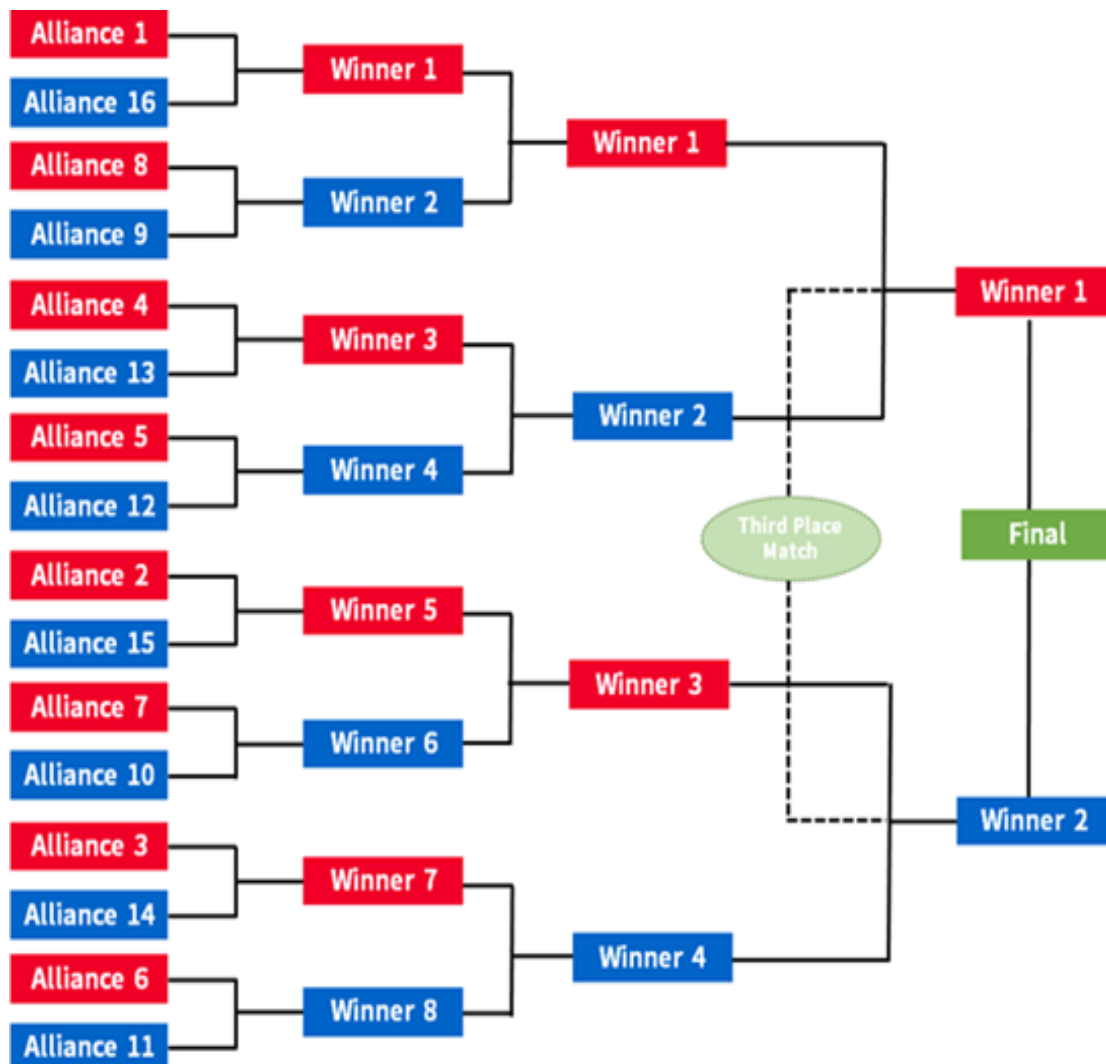 Alliance 1
Alliance 16
Alliance 8
Alliance 9
Alliance 4
Alliance 13
Alliance 5
Alliance 12
Alliance 2
Alliance 15
Alliance 7
Alliance 10
Alliance 3
Alliance 14
Alliance 6
Alliance 11
Winner 1
Winner 2
Winner 3
Winner 4
Winner 5
Winner 6
Winner 7
Winner 8
Winner 1
Winner 2
Winner 3
Winner 4
Third Place
Match
Winner 1
Final
Winner 2